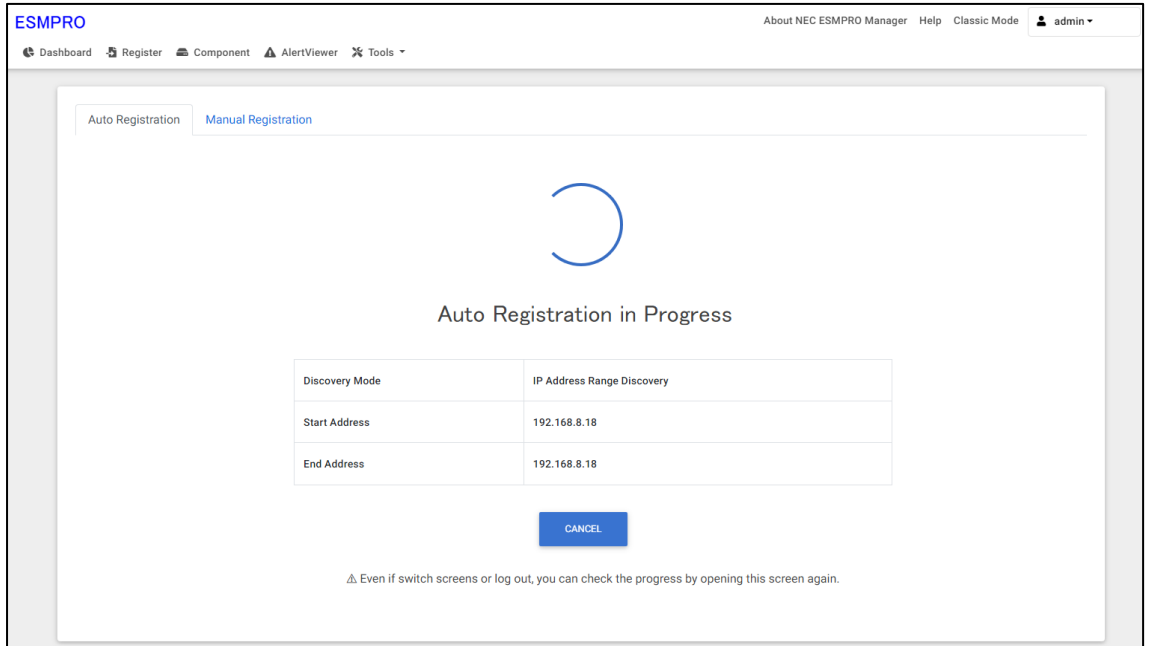 ESMPRO
About NEC ESMPRO Manager Help Classic Mode admin
Dashboard Register Component AlertViewer Tools
Auto Registration Manual Registration
Auto Registration in Progress
Discovery Mode IP Address Range Discovery
Start Address 192.168.8.18
End Address 192.168.8.18
CANCEL
⚠ Even if switch screens or log out, you can check the progress by opening this screen again.